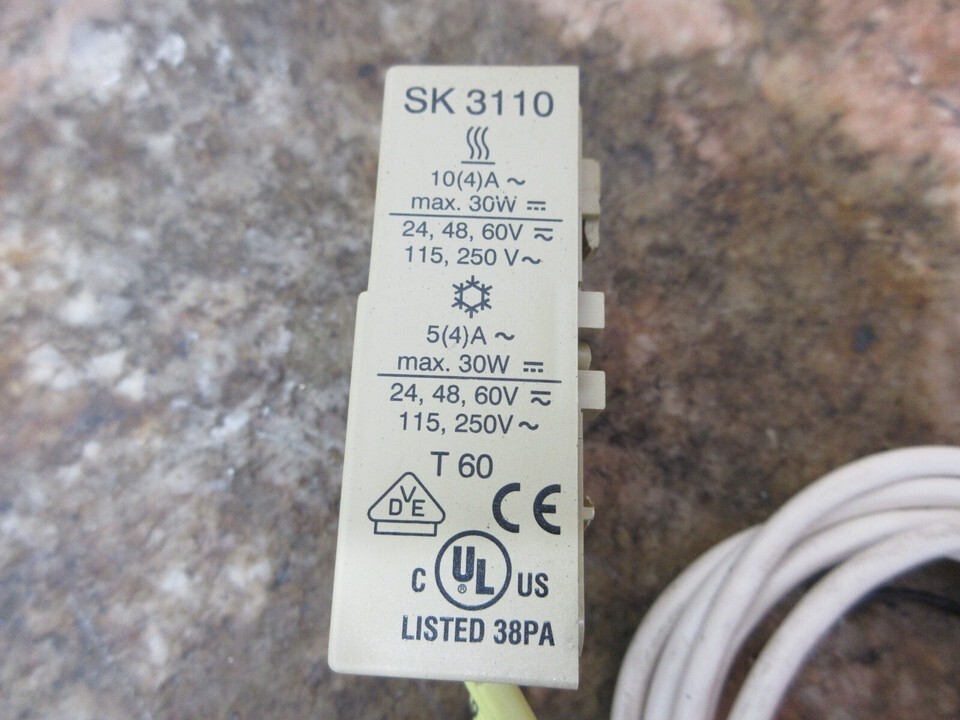 SK 3110
10(4)A ~
max. 30W ⎓
24, 48, 60V ≂
115, 250 V~
5(4)A ~
max. 30W ⎓
24, 48, 60V ≂
115, 250V~
T 60
DVE
CE
C UL® US
LISTED 38PA